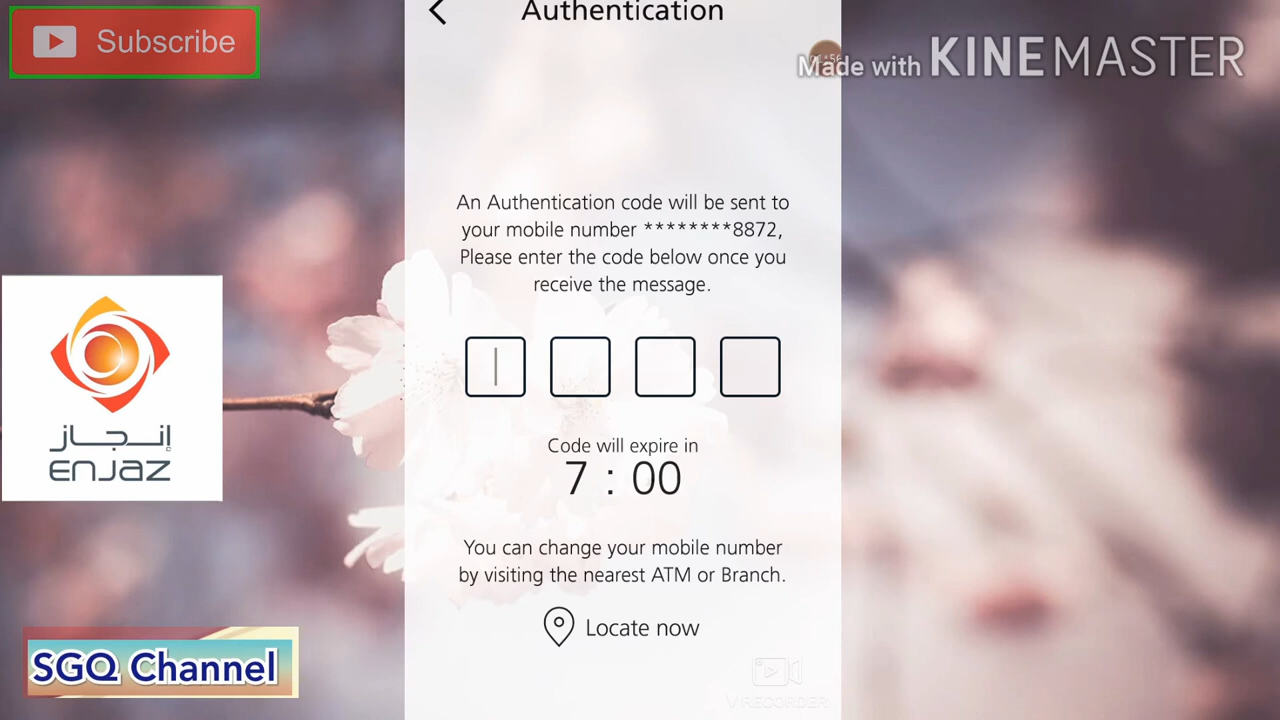 Subscribe
Authentication
Made with KINEMASTER
An Authentication code will be sent to
your mobile number ********8872,
Please enter the code below once you
receive the message.
إنجاز
ENJAZ
Code will expire in
7 : 00
You can change your mobile number
by visiting the nearest ATM or Branch.
Locate now
SGQ Channel
V RECORDER